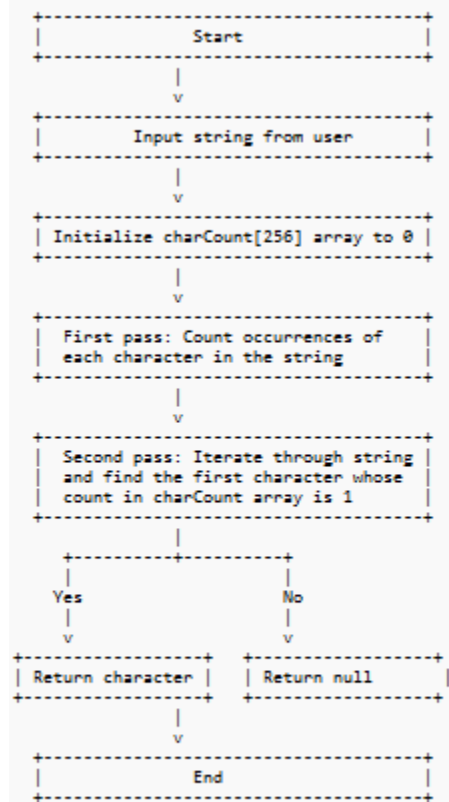 Start
Input string from user
Initialize charCount[256] array to 0
First pass: Count occurrences of
each character in the string
Second pass: Iterate through string
and find the first character whose
count in charCount array is 1
Yes No
Return character Return null
End